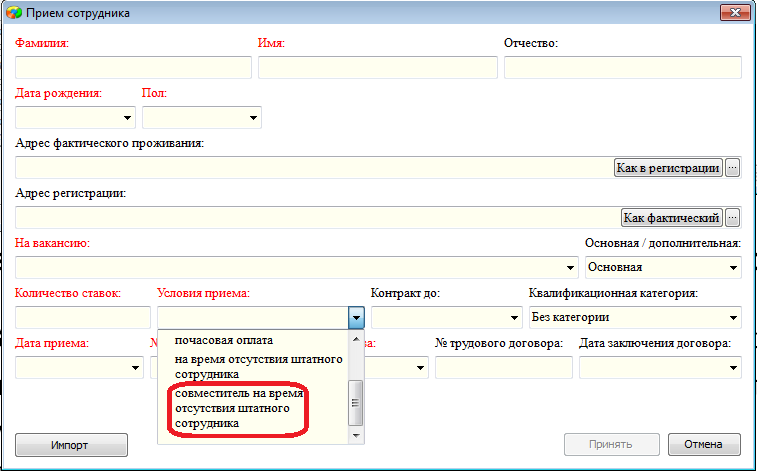 Прием сотрудника
Фамилия: Имя: Отчество:
Дата рождения: Пол:
Адрес фактического проживания:
Как в регистрации ...
Адрес регистрации:
Как фактический ...
На вакансию: Основная / дополнительная:
Основная
Количество ставок: Условия приема: Контракт до: Квалификационная категория:
Без категории
Дата приема: № трудового договора: Дата заключения договора:
почасовая оплата
на время отсутствия штатного
сотрудника
совместитель на время
отсутствия штатного
сотрудника
Импорт Принять Отмена